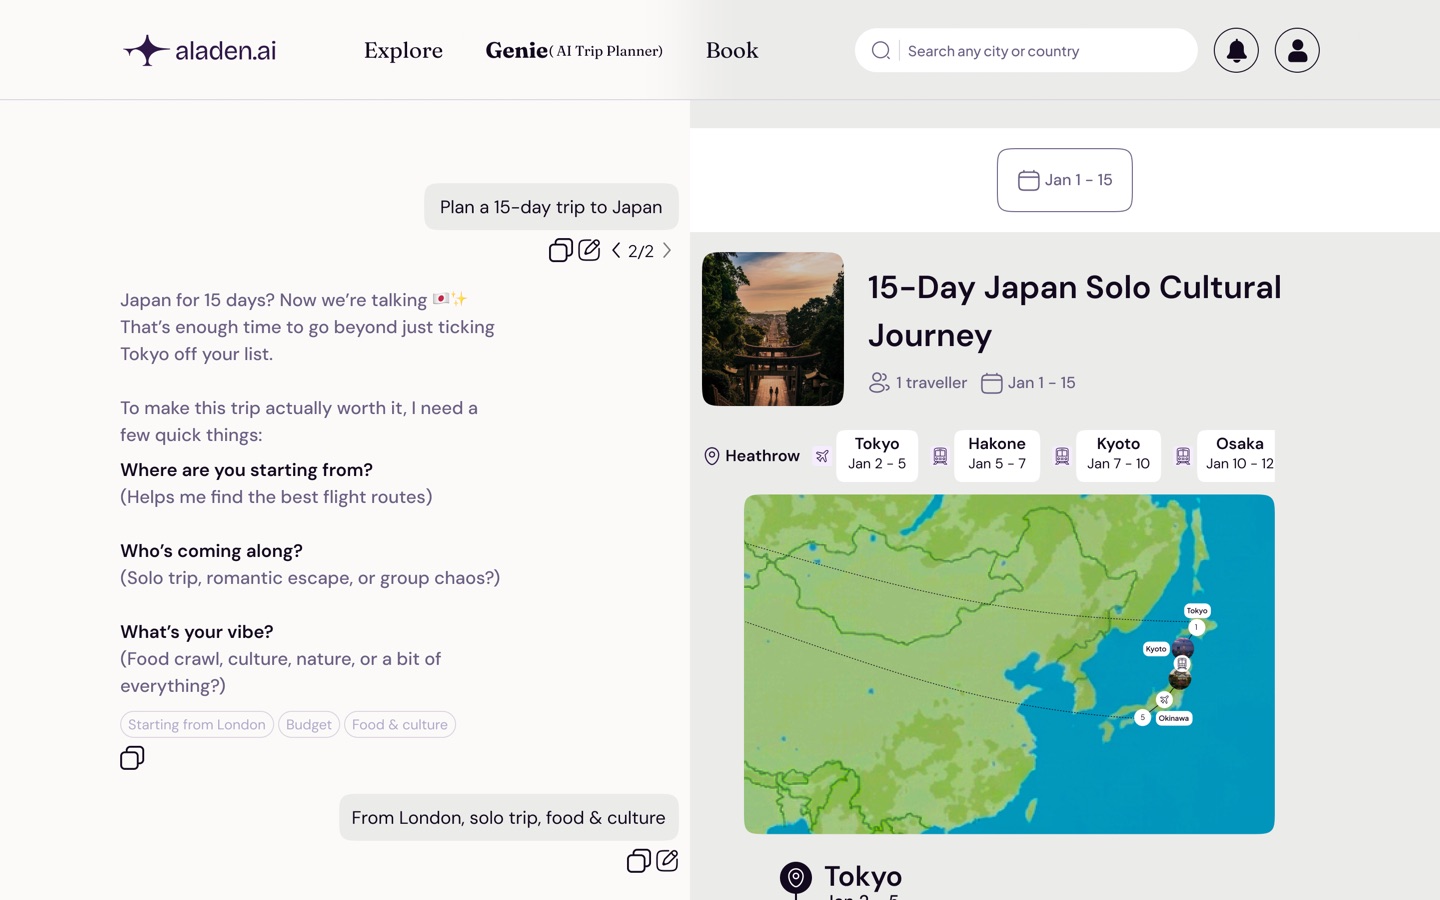 aladen.ai
Explore
Genie( AI Trip Planner)
Book
Search any city or country
Plan a 15-day trip to Japan
2/2
Japan for 15 days? Now we’re talking 🇯🇵✨
That’s enough time to go beyond just ticking
Tokyo off your list.
To make this trip actually worth it, I need a
few quick things:
Where are you starting from?
(Helps me find the best flight routes)
Who’s coming along?
(Solo trip, romantic escape, or group chaos?)
What’s your vibe?
(Food crawl, culture, nature, or a bit of
everything?)
Starting from London
Budget
Food & culture
From London, solo trip, food & culture
Jan 1 - 15
15-Day Japan Solo Cultural
Journey
1 traveller
Jan 1 - 15
Heathrow
Tokyo
Jan 2 - 5
Hakone
Jan 5 - 7
Kyoto
Jan 7 - 10
Osaka
Jan 10 - 12
Tokyo
1
Kyoto
5
Okinawa
Tokyo
Jan 2 - 5